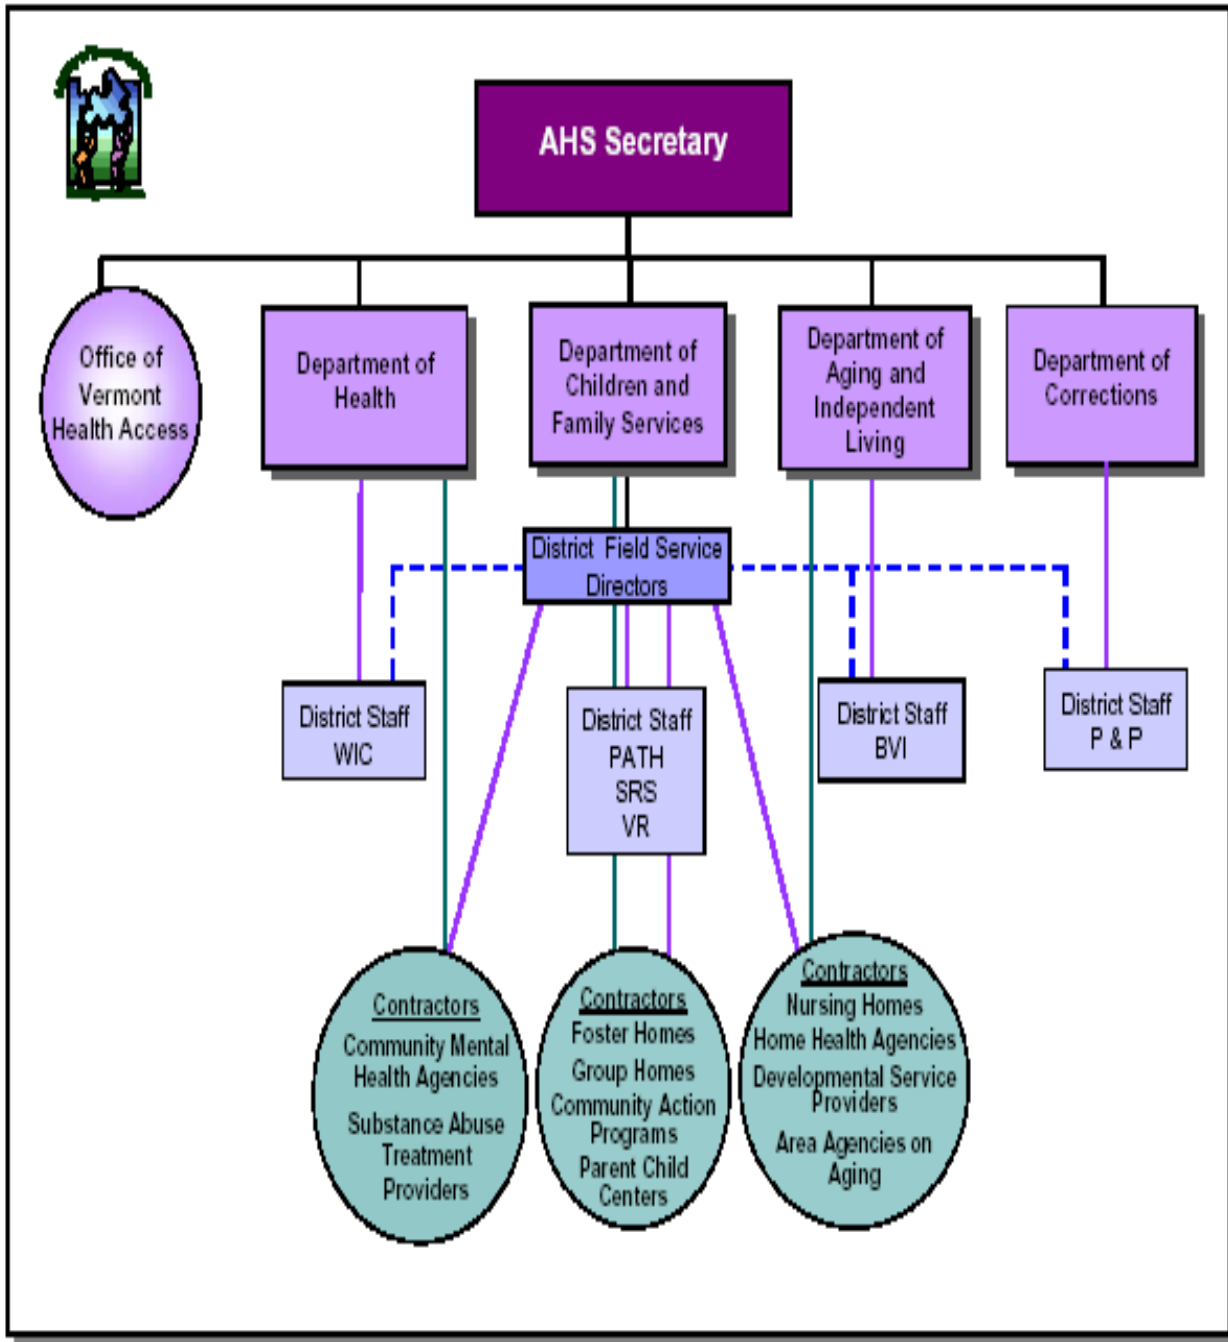 AHS Secretary
Office of
Vermont
Health Access
Department of
Health
Department of
Children and
Family Services
Department of
Aging and
Independent
Living
Department of
Corrections
District Field Service
Directors
District Staff
WIC
District Staff
PATH
SRS
VR
District Staff
BVI
District Staff
P & P
Contractors
Community Mental
Health Agencies
Substance Abuse
Treatment
Providers
Contractors
Foster Homes
Group Homes
Community Action
Programs
Parent Child
Centers
Contractors
Nursing Homes
Home Health Agencies
Developmental Service
Providers
Area Agencies on
Aging